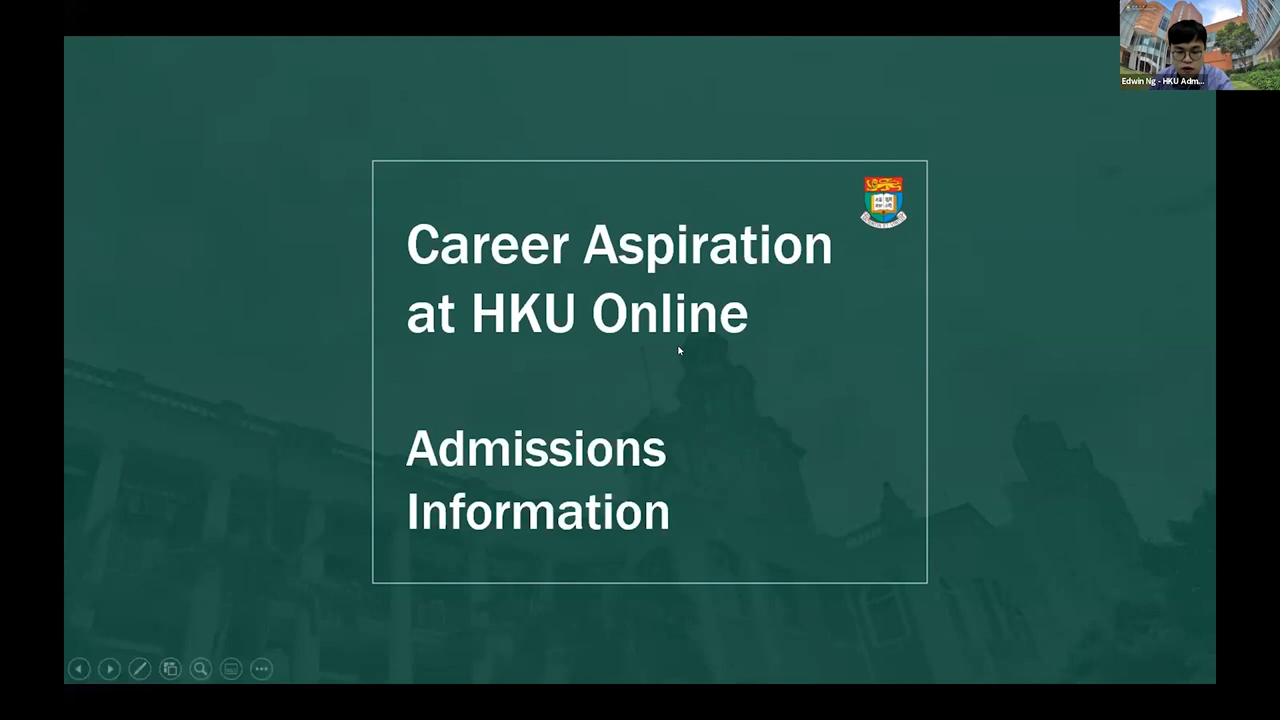 Edwin Ng - HKU Adm...
Career Aspiration
at HKU Online
Admissions
Information